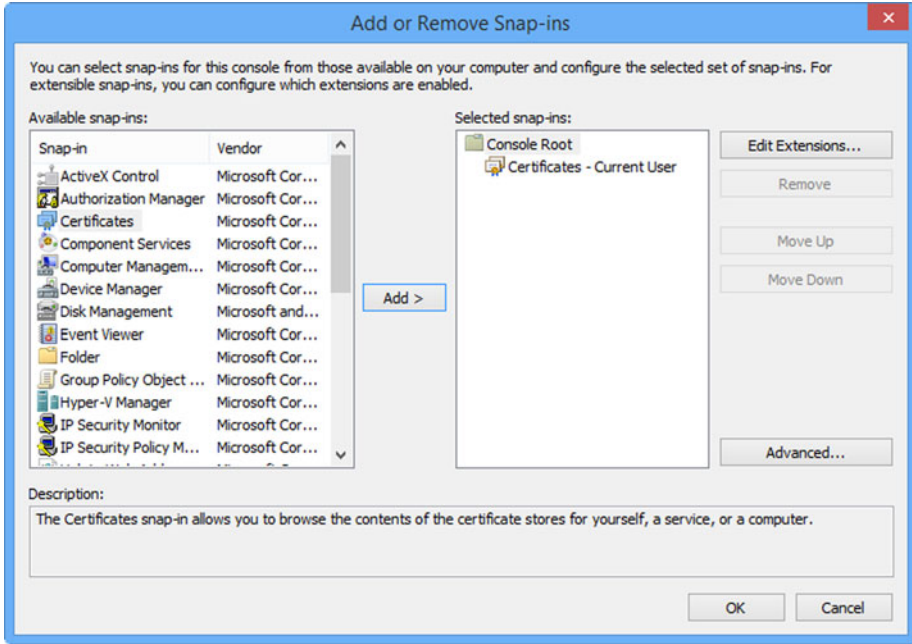 Add or Remove Snap-ins
You can select snap-ins for this console from those available on your computer and configure the selected set of snap-ins. For
extensible snap-ins, you can configure which extensions are enabled.
Available snap-ins:
Snap-in Vendor
ActiveX Control Microsoft Cor...
Authorization Manager Microsoft Cor...
Certificates Microsoft Cor...
Component Services Microsoft Cor...
Computer Managem... Microsoft Cor...
Device Manager Microsoft Cor...
Disk Management Microsoft and...
Event Viewer Microsoft Cor...
Folder Microsoft Cor...
Group Policy Object ... Microsoft Cor...
Hyper-V Manager Microsoft Cor...
IP Security Monitor Microsoft Cor...
IP Security Policy M... Microsoft Cor...
Add >
Selected snap-ins:
Console Root
Certificates - Current User
Edit Extensions...
Remove
Move Up
Move Down
Advanced...
Description:
The Certificates snap-in allows you to browse the contents of the certificate stores for yourself, a service, or a computer.
OK
Cancel